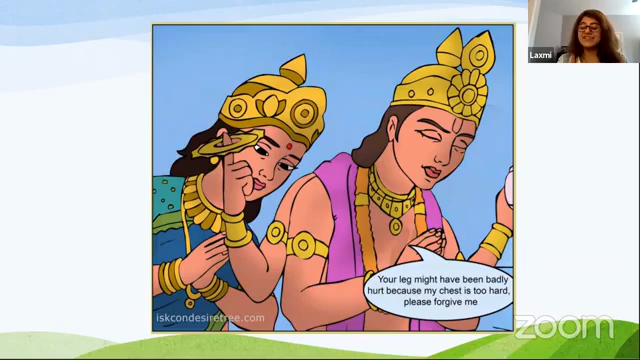 Laxmi
Your leg might have been badly
hurt because my chest is too hard,
please forgive me
iskcondesiretree.com
zoom